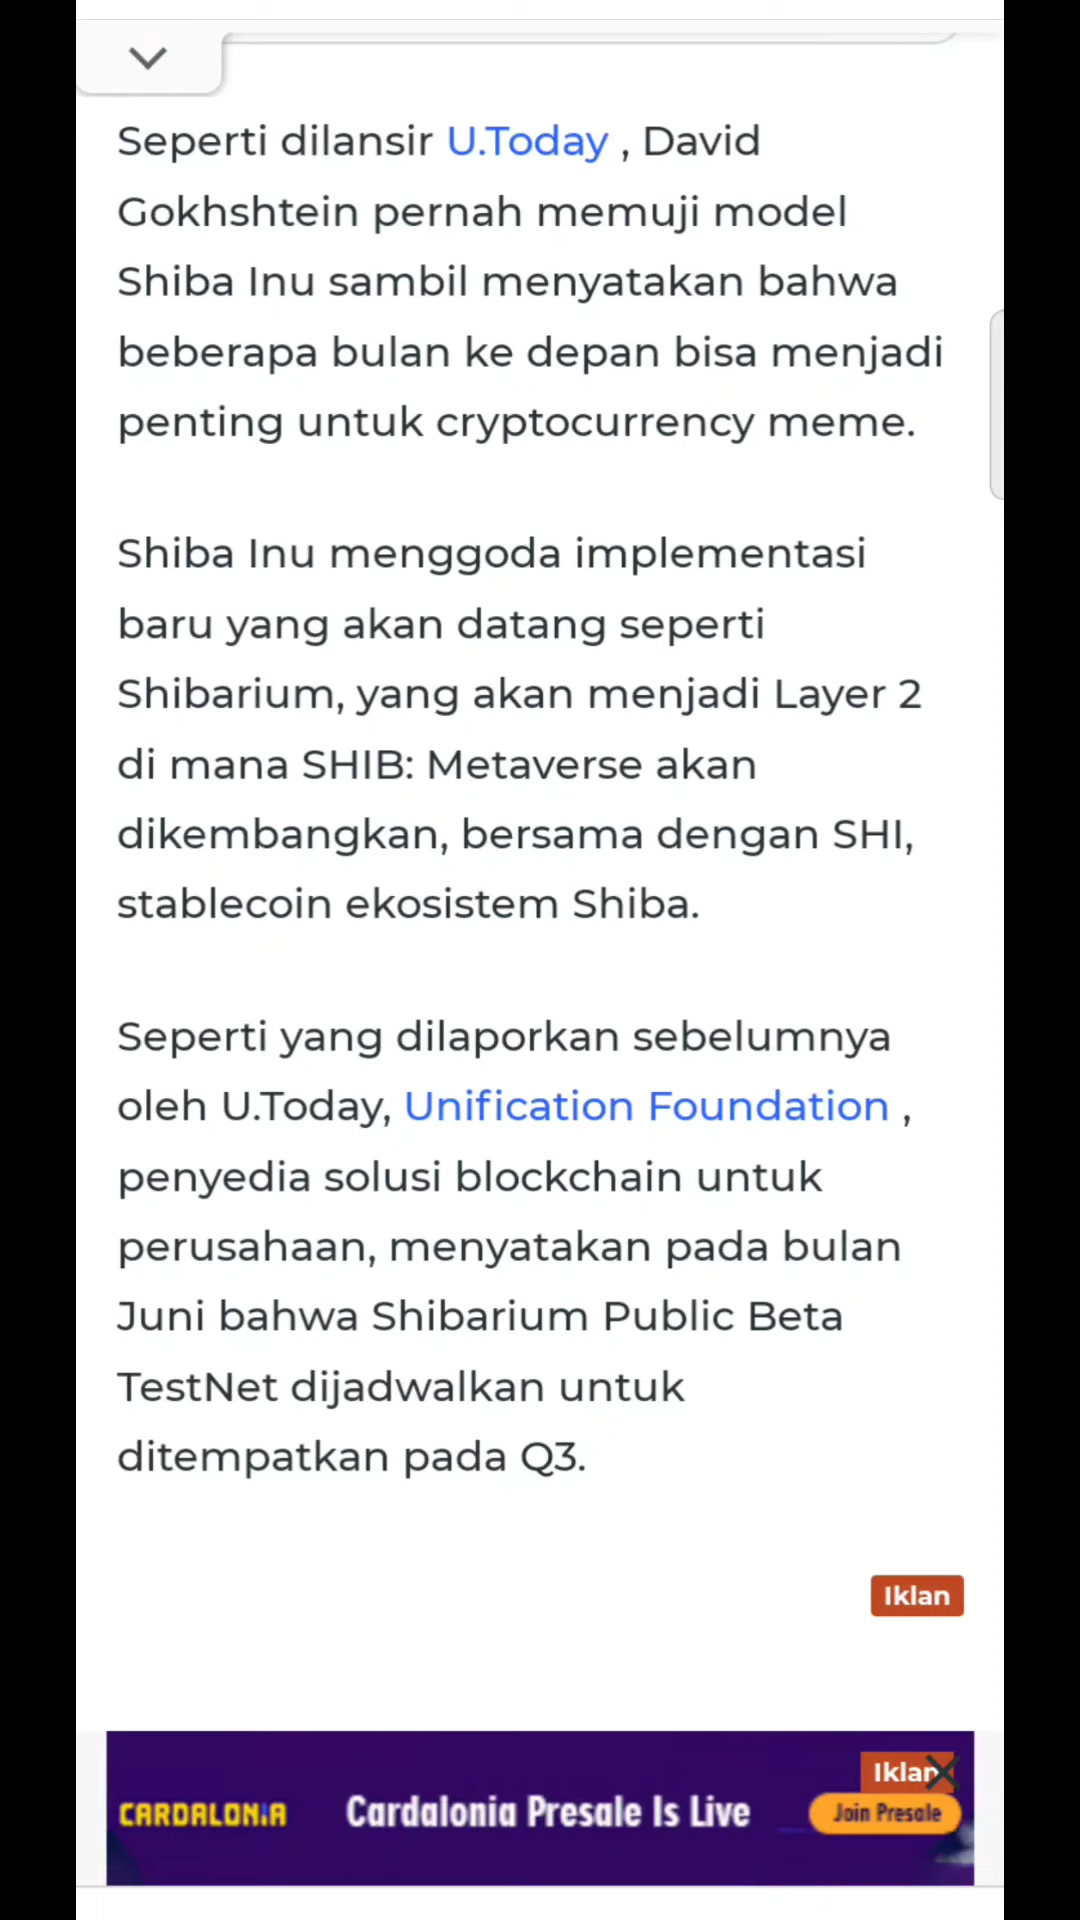 Seperti dilansir U.Today , David
Gokhshtein pernah memuji model
Shiba Inu sambil menyatakan bahwa
beberapa bulan ke depan bisa menjadi
penting untuk cryptocurrency meme.
Shiba Inu menggoda implementasi
baru yang akan datang seperti
Shibarium, yang akan menjadi Layer 2
di mana SHIB: Metaverse akan
dikembangkan, bersama dengan SHI,
stablecoin ekosistem Shiba.
Seperti yang dilaporkan sebelumnya
oleh U.Today, Unification Foundation ,
penyedia solusi blockchain untuk
perusahaan, menyatakan pada bulan
Juni bahwa Shibarium Public Beta
TestNet dijadwalkan untuk
ditempatkan pada Q3.
Iklan
Iklan
CARDALONIA Cardalonia Presale Is Live Join Presale